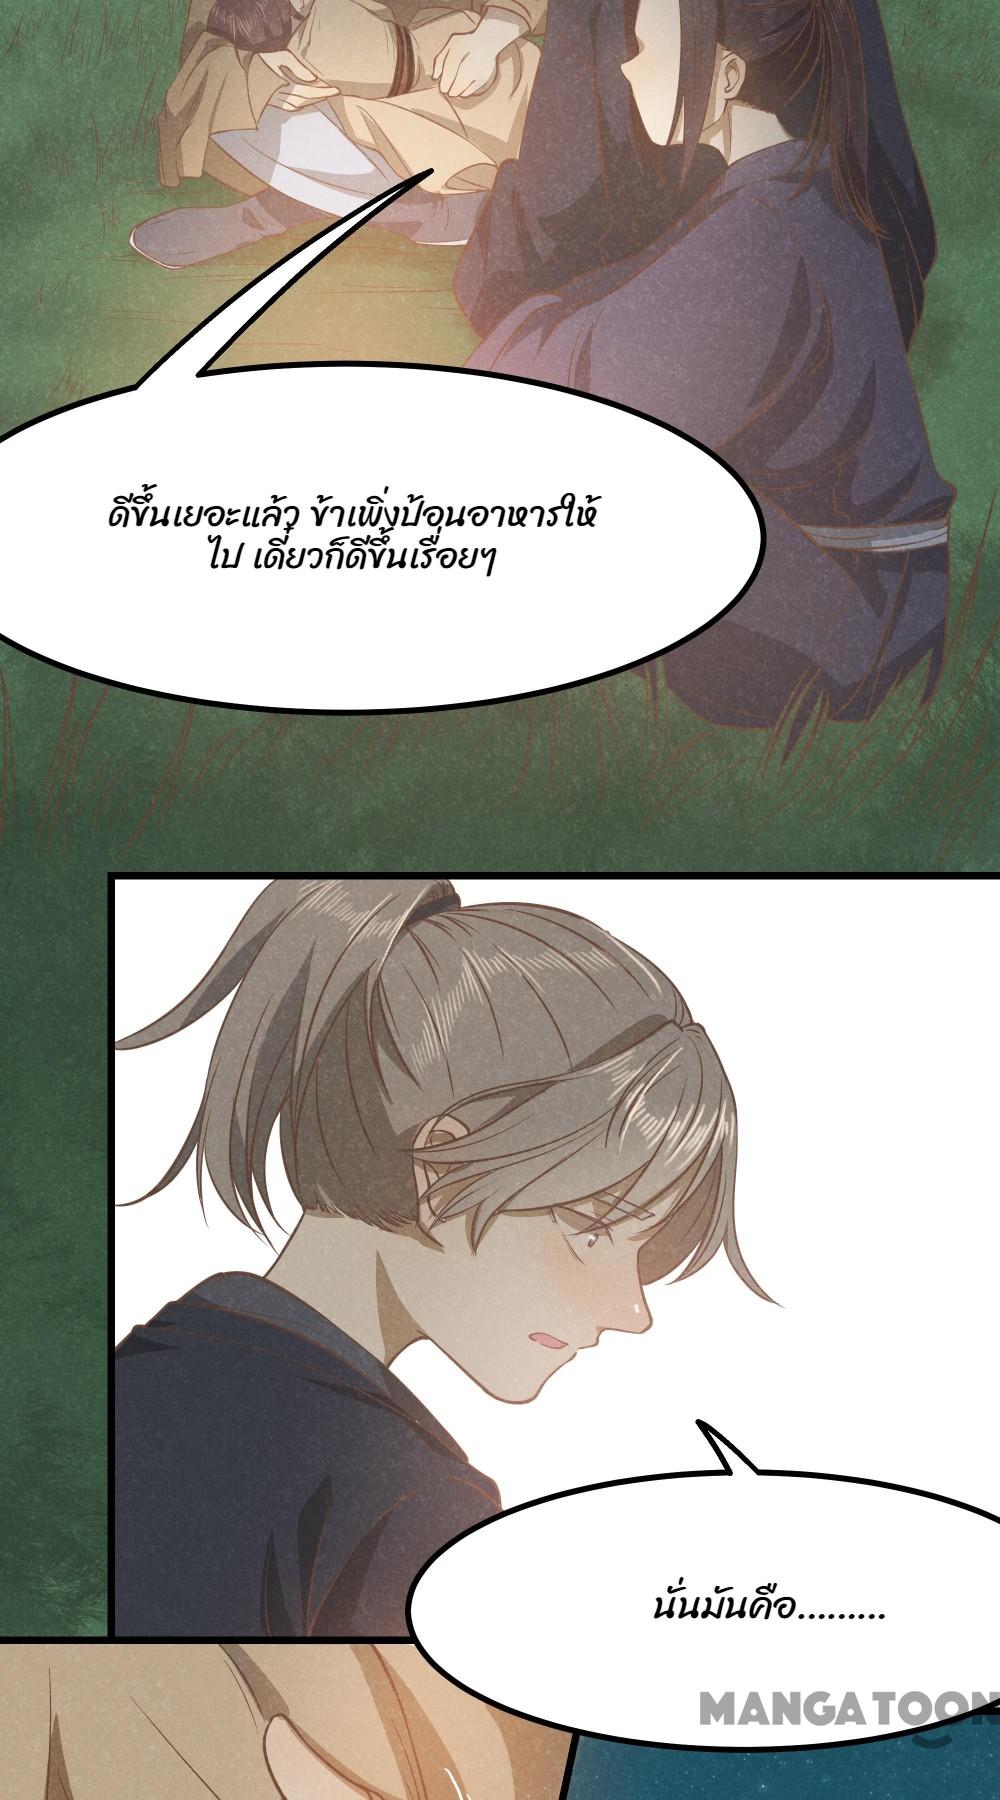 ดีขึ้นเยอะแล้ว ข้าเพิ่งป้อนอาหารให้
ไป เดี๋ยวก็ดีขึ้นเรื่อยๆ
นั่นมันคือ.........
MANGATOON